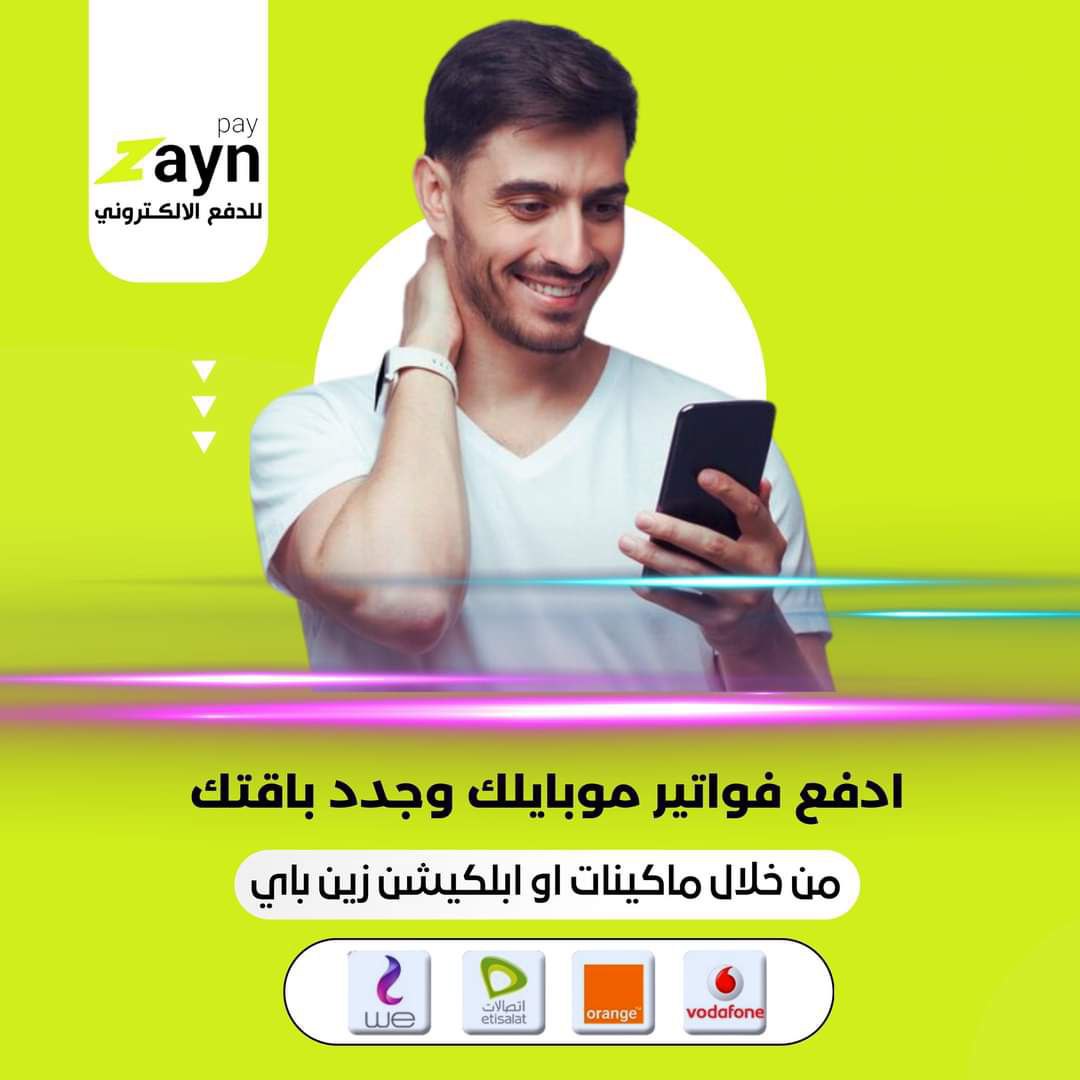 pay
zayn
للدفع الالكتروني
ادفع فواتير موبايلك وجدد باقتك
من خلال ماكينات او ابلكيشن زين باي
we
اتصالات
etisalat
orange™
vodafone